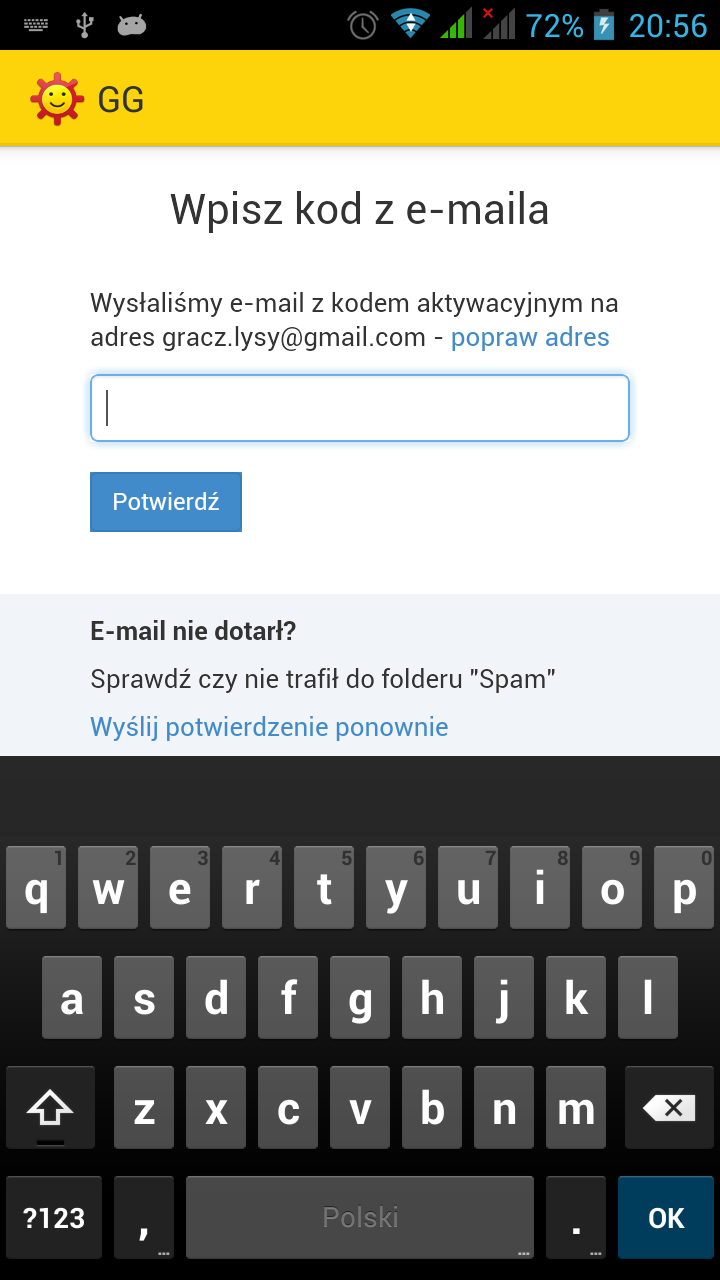 72% 20:56
GG
Wpisz kod z e-maila
Wysłaliśmy e-mail z kodem aktywacyjnym na
adres gracz.lysy@gmail.com - popraw adres
Potwierdź
E-mail nie dotarł?
Sprawdź czy nie trafił do folderu "Spam"
Wyślij potwierdzenie ponownie
1 2 3 4 5 6 7 8 9 0
q w e r t y u i o p
a s d f g h j k l
z x c v b n m
?123 , ... Polski ... . ... OK